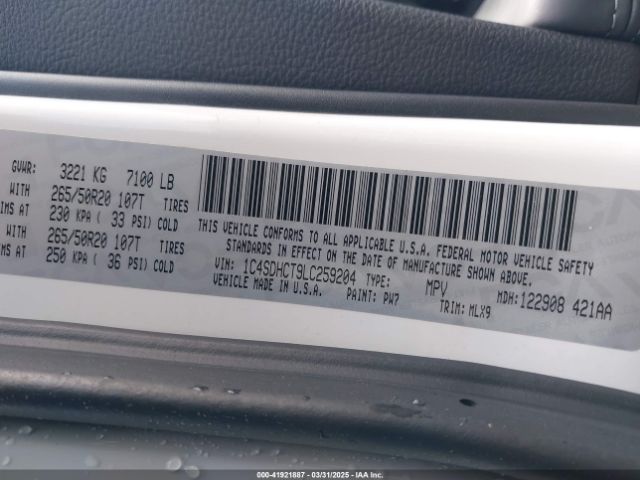 GVWR: 3221 KG 7100 LB
WITH 265/50R20 107T TIRES
IMS AT 230 KPA ( 33 PSI) COLD
WITH 265/50R20 107T TIRES
IMS AT 250 KPA ( 36 PSI) COLD
THIS VEHICLE CONFORMS TO ALL APPLICABLE U.S.A. FEDERAL MOTOR VEHICLE SAFETY
STANDARDS IN EFFECT ON THE DATE OF MANUFACTURE SHOWN ABOVE.
VIN: 1C4SDHCT9LC259204 TYPE: MPV MDH: 122908 421AA
VEHICLE MADE IN U.S.A. PAINT: PW7 TRIM: MLX9
00-41921887 - 03/31/2025 - IAA Inc.